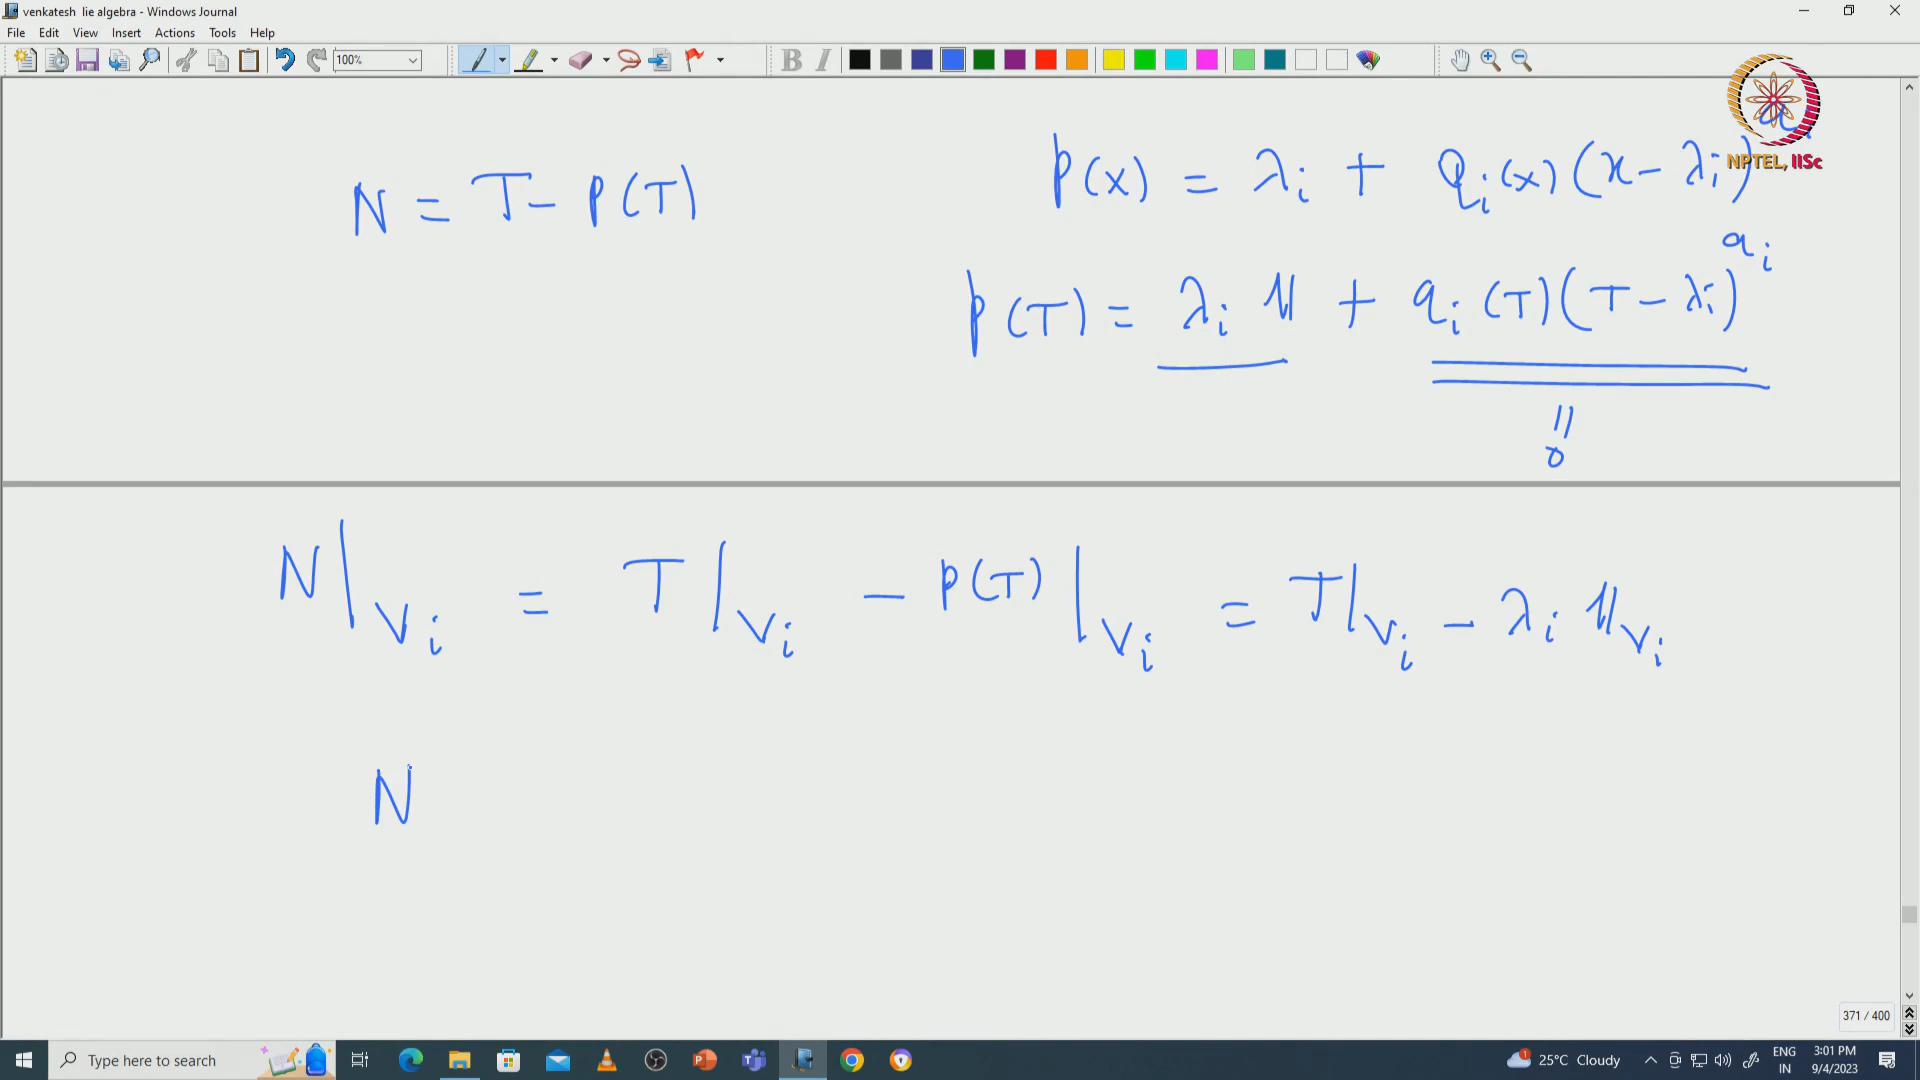 venkatesh lie algebra - Windows Journal
File Edit View Insert Actions Tools Help
100%
B I
NPTEL, IISc
N = T - P(T)
p(x) = λi + qi(x)(x - λi)^ai
p(T) = λi 𝟙 + qi(T)(T - λi)^ai
"
0
N|Vi = T|Vi - P(T)|Vi = T|Vi - λi 𝟙Vi
N
371 / 400
Type here to search
25°C Cloudy
ENG
IN
3:01 PM
9/4/2023